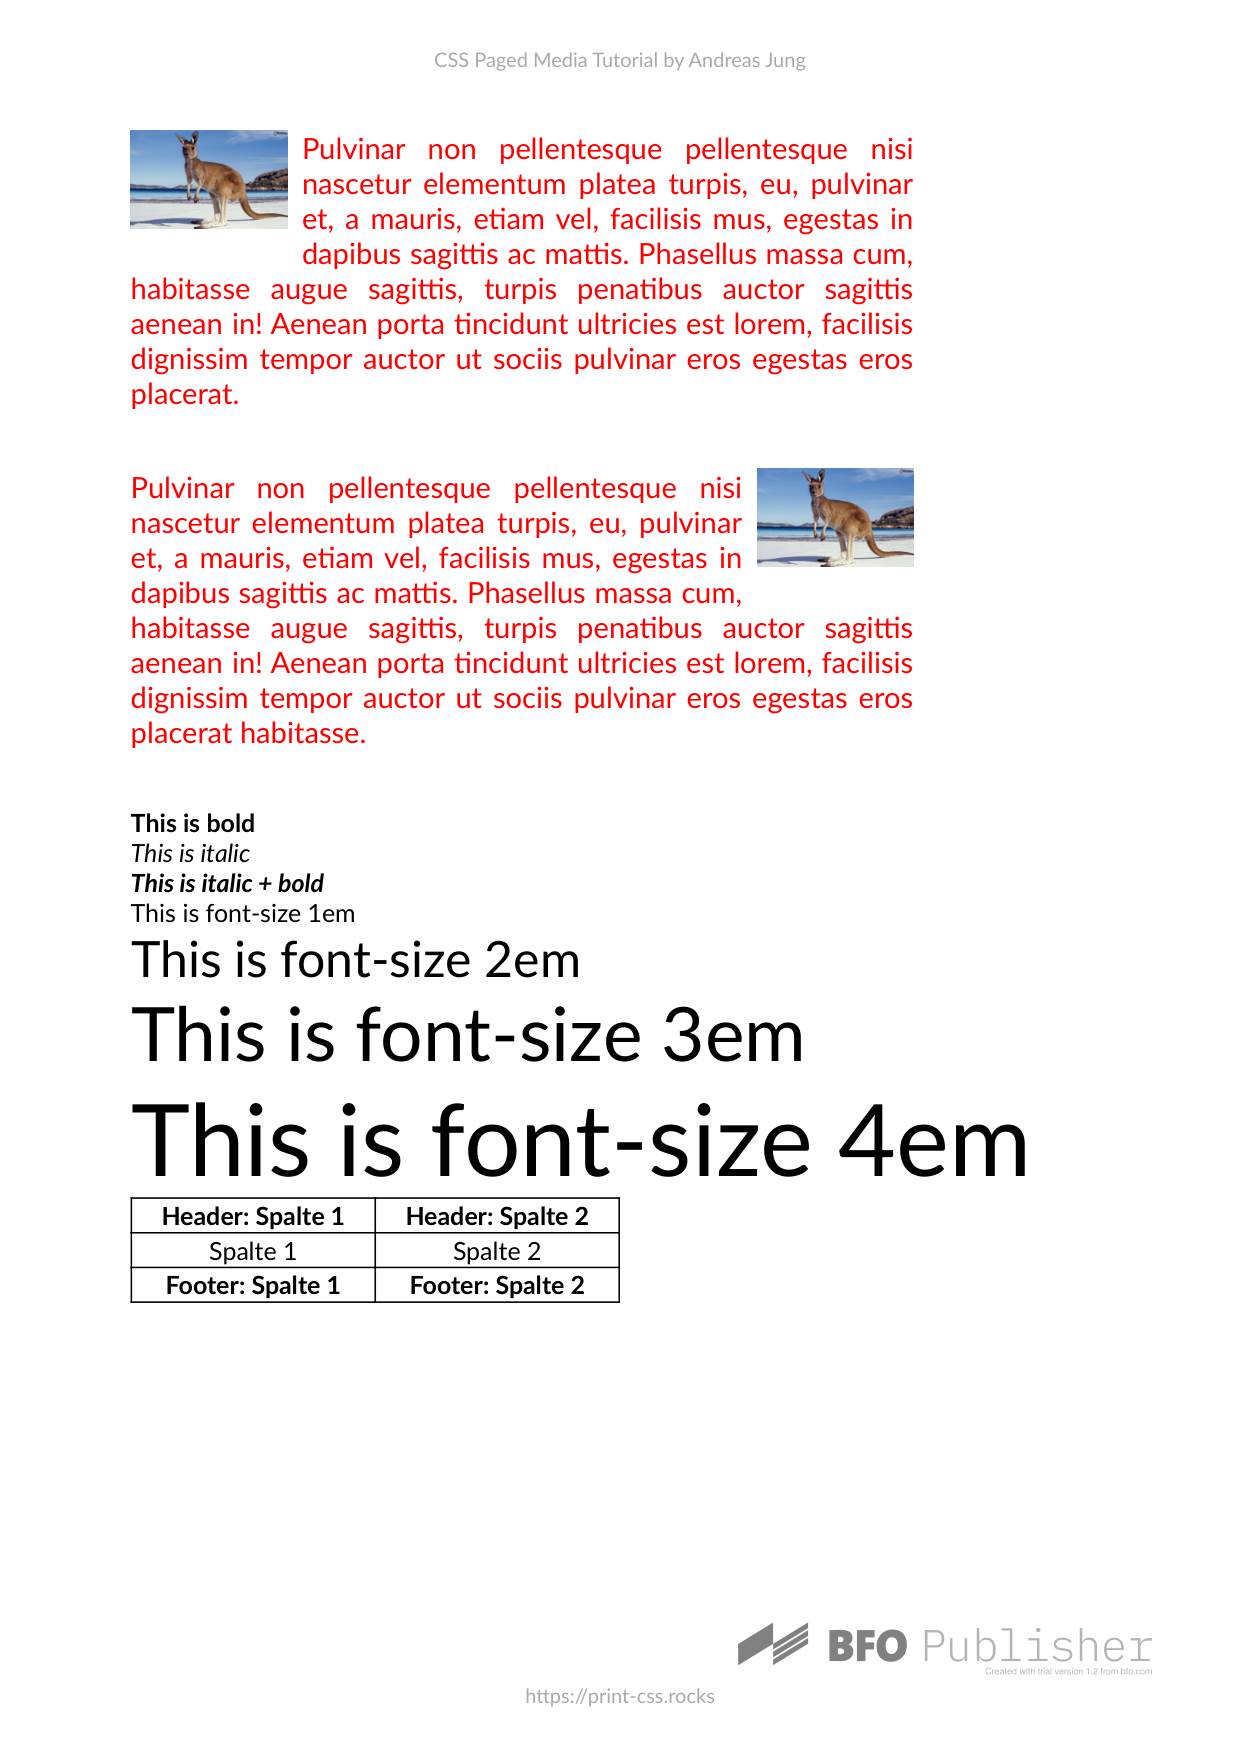 CSS Paged Media Tutorial by Andreas Jung
Pulvinar non pellentesque pellentesque nisi
nascetur elementum platea turpis, eu, pulvinar
et, a mauris, etiam vel, facilisis mus, egestas in
dapibus sagittis ac mattis. Phasellus massa cum,
habitasse augue sagittis, turpis penatibus auctor sagittis
aenean in! Aenean porta tincidunt ultricies est lorem, facilisis
dignissim tempor auctor ut sociis pulvinar eros egestas eros
placerat.
Pulvinar non pellentesque pellentesque nisi
nascetur elementum platea turpis, eu, pulvinar
et, a mauris, etiam vel, facilisis mus, egestas in
dapibus sagittis ac mattis. Phasellus massa cum,
habitasse augue sagittis, turpis penatibus auctor sagittis
aenean in! Aenean porta tincidunt ultricies est lorem, facilisis
dignissim tempor auctor ut sociis pulvinar eros egestas eros
placerat habitasse.
This is bold
This is italic
This is italic + bold
This is font-size 1em
This is font-size 2em
This is font-size 3em
This is font-size 4em
Header: Spalte 1 Header: Spalte 2
Spalte 1 Spalte 2
Footer: Spalte 1 Footer: Spalte 2
BFO Publisher
Created with trial version 1.2 from bfo.com
https://print-css.rocks